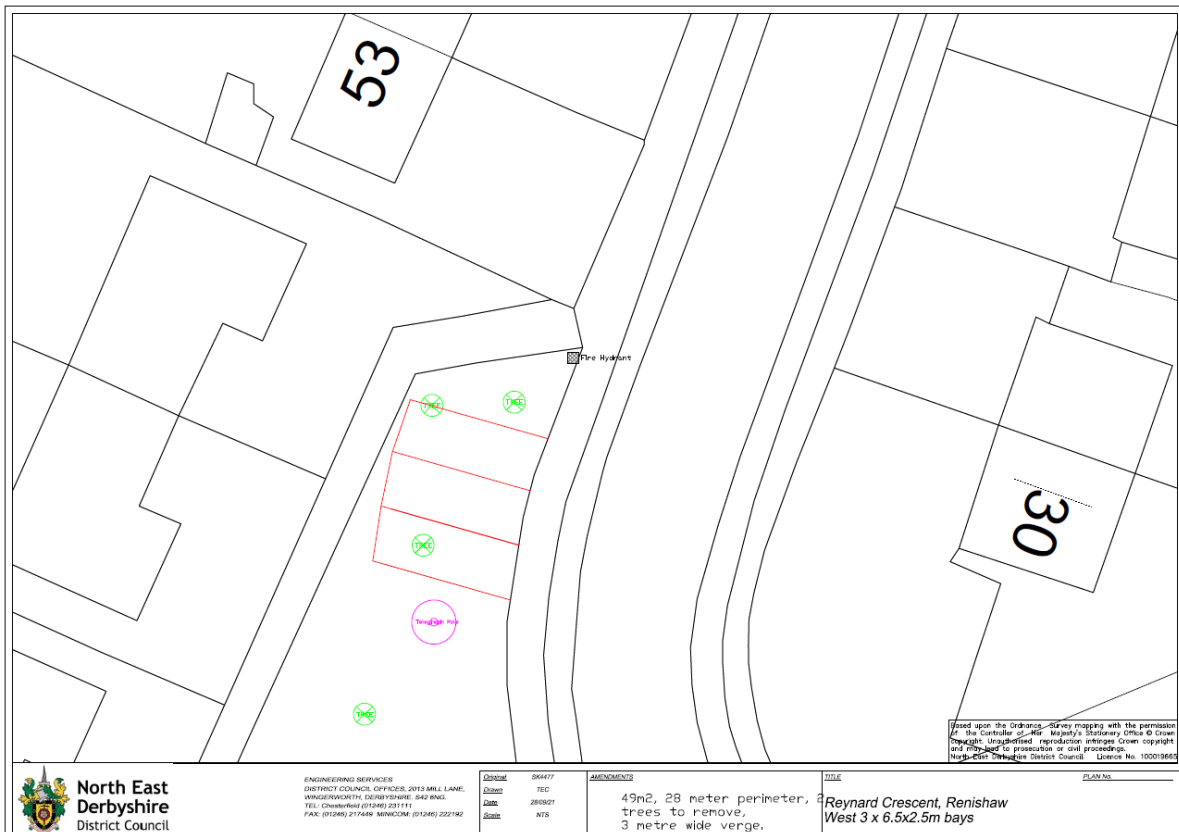 53
Fire Hydrant
TREE
TREE
TREE
Telegraph Pole
TREE
30
Based upon the Ordnance Survey mapping with the permission
of the Controller of Her Majesty's Stationery Office © Crown
copyright. Unauthorised reproduction infringes Crown copyright
and may lead to prosecution or civil proceedings.
North East Derbyshire District Council. Licence No. 100019665
North East
Derbyshire
District Council
ENGINEERING SERVICES
DISTRICT COUNCIL OFFICES, 2013 MILL LANE,
WINGERWORTH, DERBYSHIRE. S42 6NG.
TEL: Chesterfield (01246) 231111
FAX: (01246) 217449 MINICOM: (01246) 222192
Original SK4477
Drawn TEC
Date 28/09/21
Scale NTS
AMENDMENTS
49m2, 28 meter perimeter, 2
trees to remove,
3 metre wide verge.
TITLE
Reynard Crescent, Renishaw
West 3 x 6.5x2.5m bays
PLAN No.